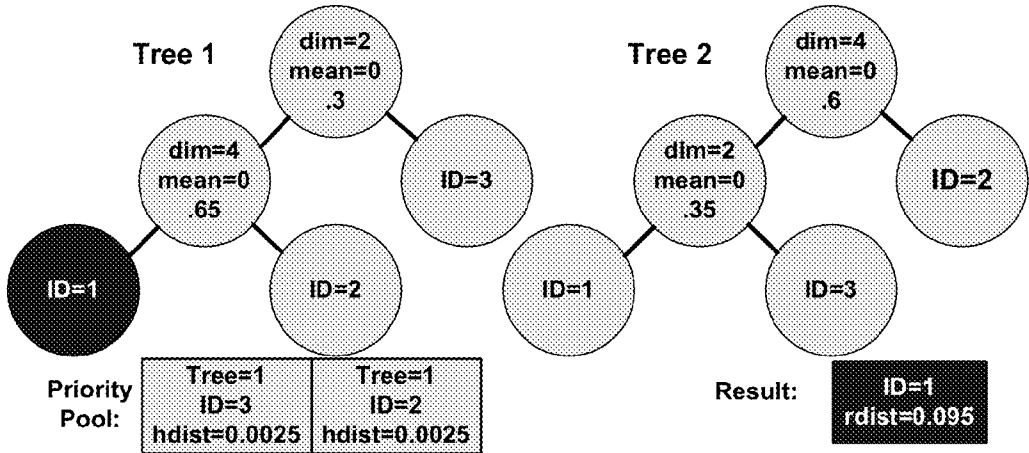 Tree 1
dim=2
mean=0
.3
dim=4
mean=0
.65
ID=3
ID=1
ID=2
Tree 2
dim=4
mean=0
.6
dim=2
mean=0
.35
ID=2
ID=1
ID=3
Priority
Pool:
Tree=1
ID=3
hdist=0.0025
Tree=1
ID=2
hdist=0.0025
Result:
ID=1
rdist=0.095